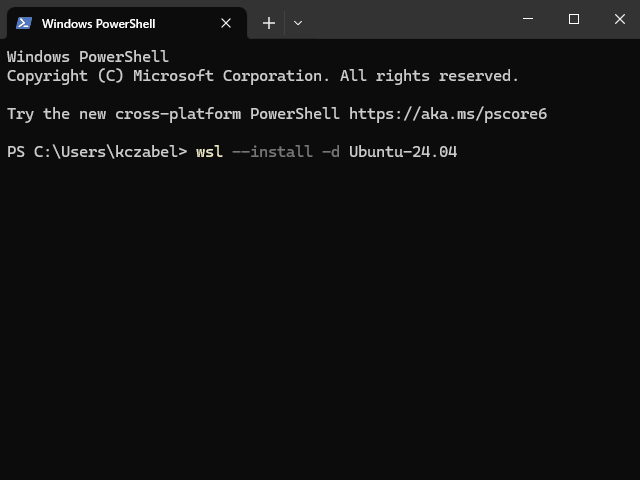 Windows PowerShell
Windows PowerShell
Copyright (C) Microsoft Corporation. All rights reserved.
Try the new cross-platform PowerShell https://aka.ms/pscore6
PS C:\Users\kczabel> wsl --install -d Ubuntu-24.04